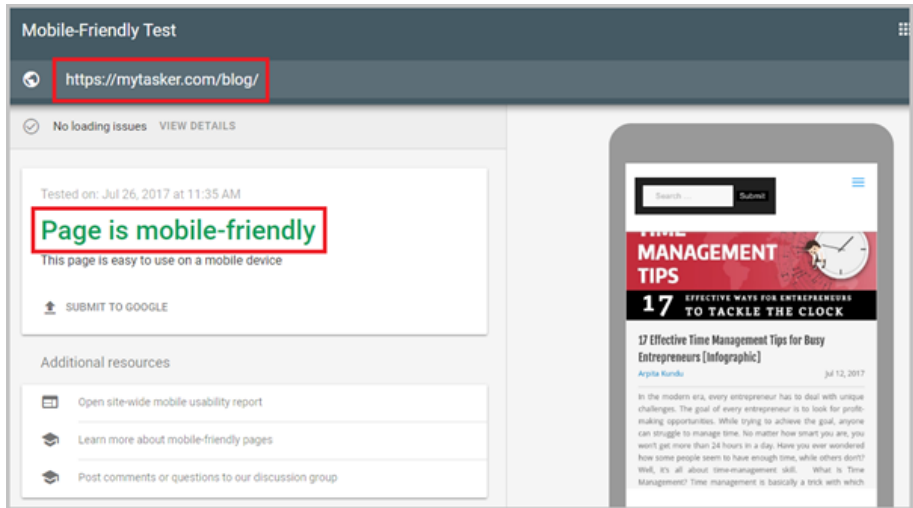 Mobile-Friendly Test
https://mytasker.com/blog/
No loading issues VIEW DETAILS
Tested on: Jul 26, 2017 at 11:35 AM
Page is mobile-friendly
This page is easy to use on a mobile device
SUBMIT TO GOOGLE
Additional resources
Open site-wide mobile usability report
Learn more about mobile-friendly pages
Post comments or questions to our discussion group
Search ... Submit
TIME
MANAGEMENT
TIPS
17 EFFECTIVE WAYS FOR ENTREPRENEURS
TO TACKLE THE CLOCK
17 Effective Time Management Tips for Busy
Entrepreneurs [Infographic]
Arpita Kundu Jul 12, 2017
In the modern era, every entrepreneur has to deal with unique
challenges. The goal of every entrepreneur is to look for profit-
making opportunities. While trying to achieve the goal, anyone
can struggle to manage time. No matter how smart you are, you
won't get more than 24 hours in a day. Have you ever wondered
how some people seem to have enough time, while others don't?
Well, it's all about time-management skill. What is Time
Management? Time management is basically a trick with which